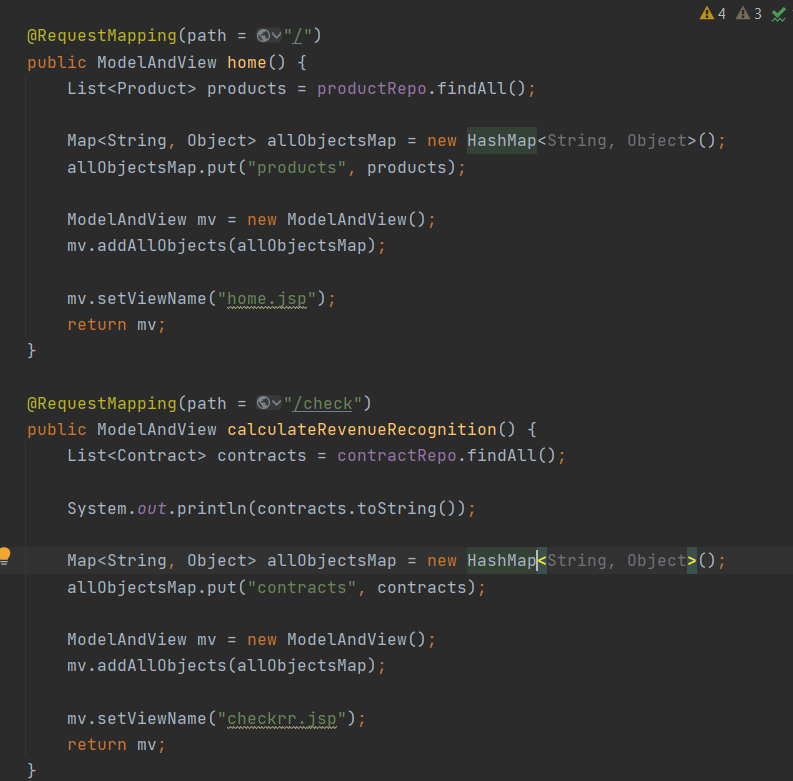 4 3
@RequestMapping(path = "/")
public ModelAndView home() {
List<Product> products = productRepo.findAll();
Map<String, Object> allObjectsMap = new HashMap<String, Object>();
allObjectsMap.put("products", products);
ModelAndView mv = new ModelAndView();
mv.addAllObjects(allObjectsMap);
mv.setViewName("home.jsp");
return mv;
}
@RequestMapping(path = "/check")
public ModelAndView calculateRevenueRecognition() {
List<Contract> contracts = contractRepo.findAll();
System.out.println(contracts.toString());
Map<String, Object> allObjectsMap = new HashMap<String, Object>();
allObjectsMap.put("contracts", contracts);
ModelAndView mv = new ModelAndView();
mv.addAllObjects(allObjectsMap);
mv.setViewName("checkrr.jsp");
return mv;
}